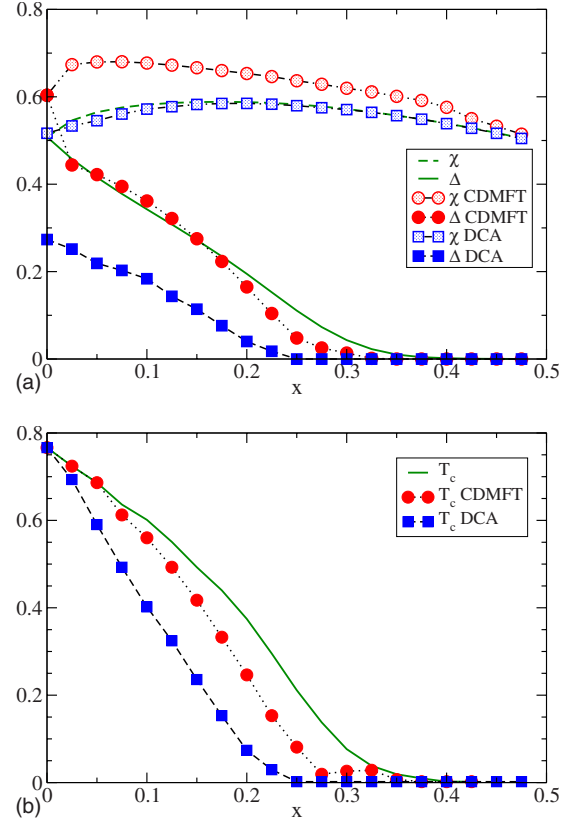 0.8
0.6
0.4
0.2
0
χ
Δ
χ CDMFT
Δ CDMFT
χ DCA
Δ DCA
0 0.1 0.2 0.3 0.4 0.5
(a) x
0.8
0.6
0.4
0.2
0
T_c
T_c CDMFT
T_c DCA
0 0.1 0.2 0.3 0.4 0.5
(b) x